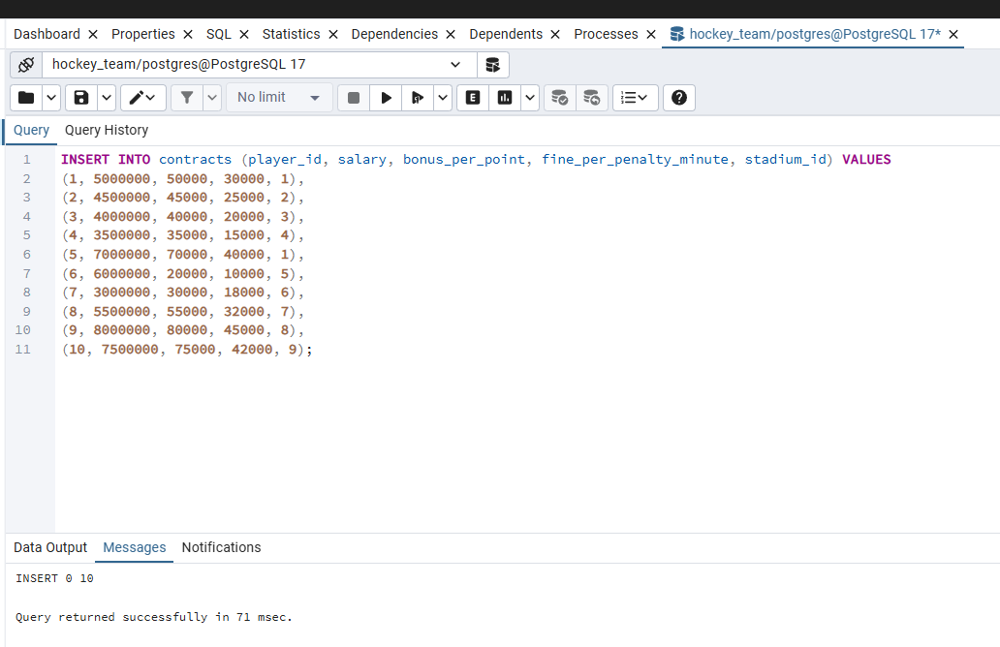 Dashboard Properties SQL Statistics Dependencies Dependents Processes hockey_team/postgres@PostgreSQL 17*
hockey_team/postgres@PostgreSQL 17
No limit E
Query Query History
1 INSERT INTO contracts (player_id, salary, bonus_per_point, fine_per_penalty_minute, stadium_id) VALUES
2 (1, 5000000, 50000, 30000, 1),
3 (2, 4500000, 45000, 25000, 2),
4 (3, 4000000, 40000, 20000, 3),
5 (4, 3500000, 35000, 15000, 4),
6 (5, 7000000, 70000, 40000, 1),
7 (6, 6000000, 20000, 10000, 5),
8 (7, 3000000, 30000, 18000, 6),
9 (8, 5500000, 55000, 32000, 7),
10 (9, 8000000, 80000, 45000, 8),
11 (10, 7500000, 75000, 42000, 9);
Data Output Messages Notifications
INSERT 0 10
Query returned successfully in 71 msec.